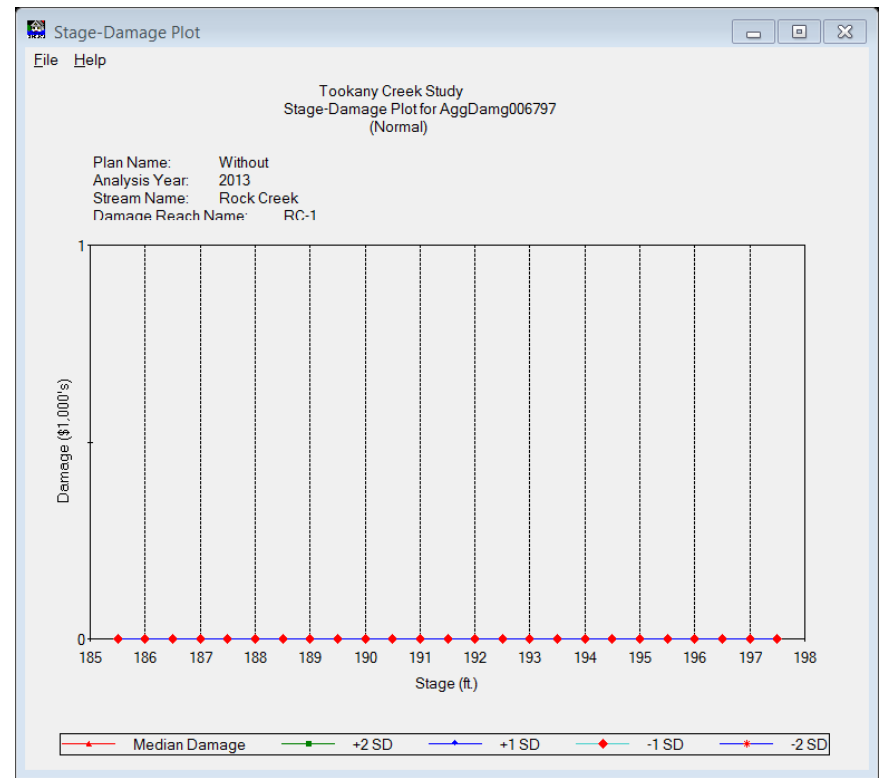 Stage-Damage Plot
File Help
Tookany Creek Study
Stage-Damage Plot for AggDamg006797
(Normal)
Plan Name: Without
Analysis Year: 2013
Stream Name: Rock Creek
Damage Reach Name: RC-1
1
Damage ($1,000's)
0
185 186 187 188 189 190 191 192 193 194 195 196 197 198
Stage (ft.)
Median Damage +2 SD +1 SD -1 SD -2 SD